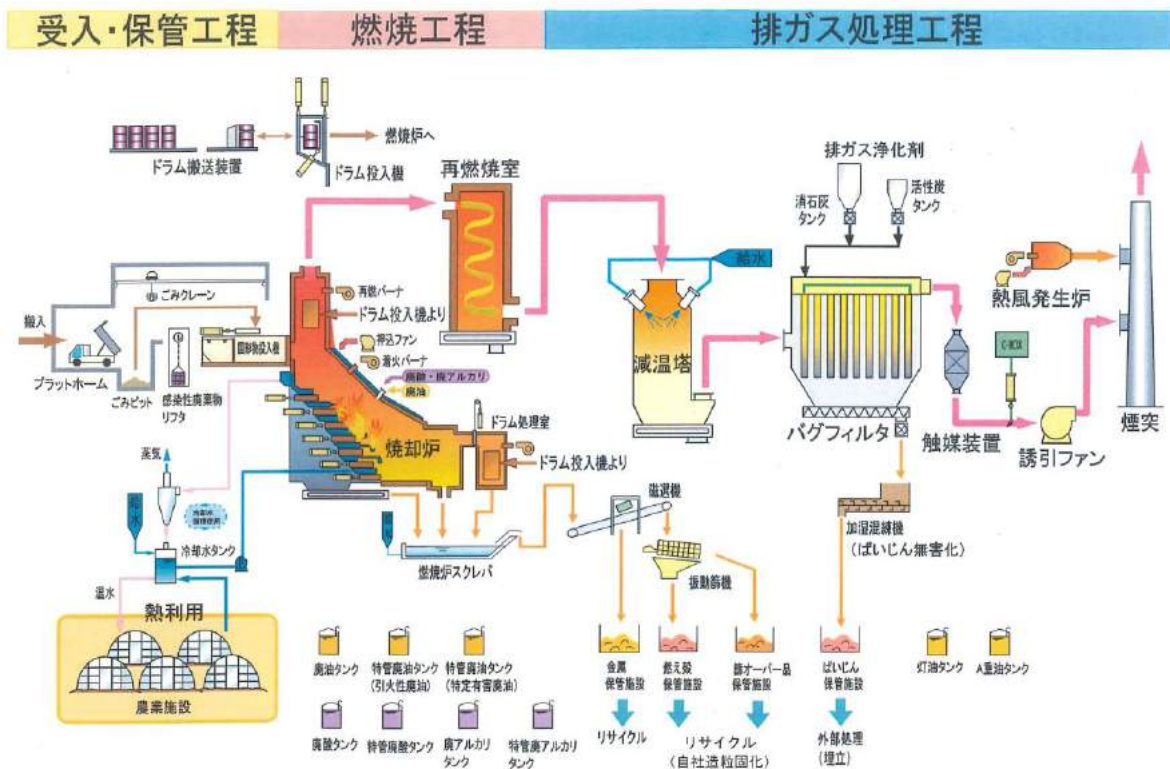 受入・保管工程
燃焼工程
排ガス処理工程
ドラム搬送装置
ドラム投入機
燃焼炉へ
再燃焼室
排ガス浄化剤
消石灰
タンク
活性炭
タンク
給水
熱風発生炉
搬入
ごみクレーン
プラットホーム
ごみピット
感染性廃棄物
リフタ
固形物投入機
再燃バーナ
ドラム投入機より
押込ファン
着火バーナ
廃酸・廃アルカリ
廃油
焼却炉
ドラム処理室
ドラム投入機より
減温塔
バグフィルタ
触媒装置
誘引ファン
煙突
蒸気
給水
冷却水
循環使用
冷却水タンク
温水
熱利用
農業施設
燃焼炉スクレパ
磁選機
振動篩機
加湿混練機
(ばいじん無害化)
廃油タンク
特管廃油タンク
(引火性廃油)
特管廃油タンク
(特定有害廃油)
金属
保管施設
燃え殻
保管施設
篩オーバー品
保管施設
ばいじん
保管施設
灯油タンク
A重油タンク
廃酸タンク
特管廃酸タンク
廃アルカリ
タンク
特管廃アルカリ
タンク
リサイクル
リサイクル
(自社造粒固化)
外部処理
(埋立)